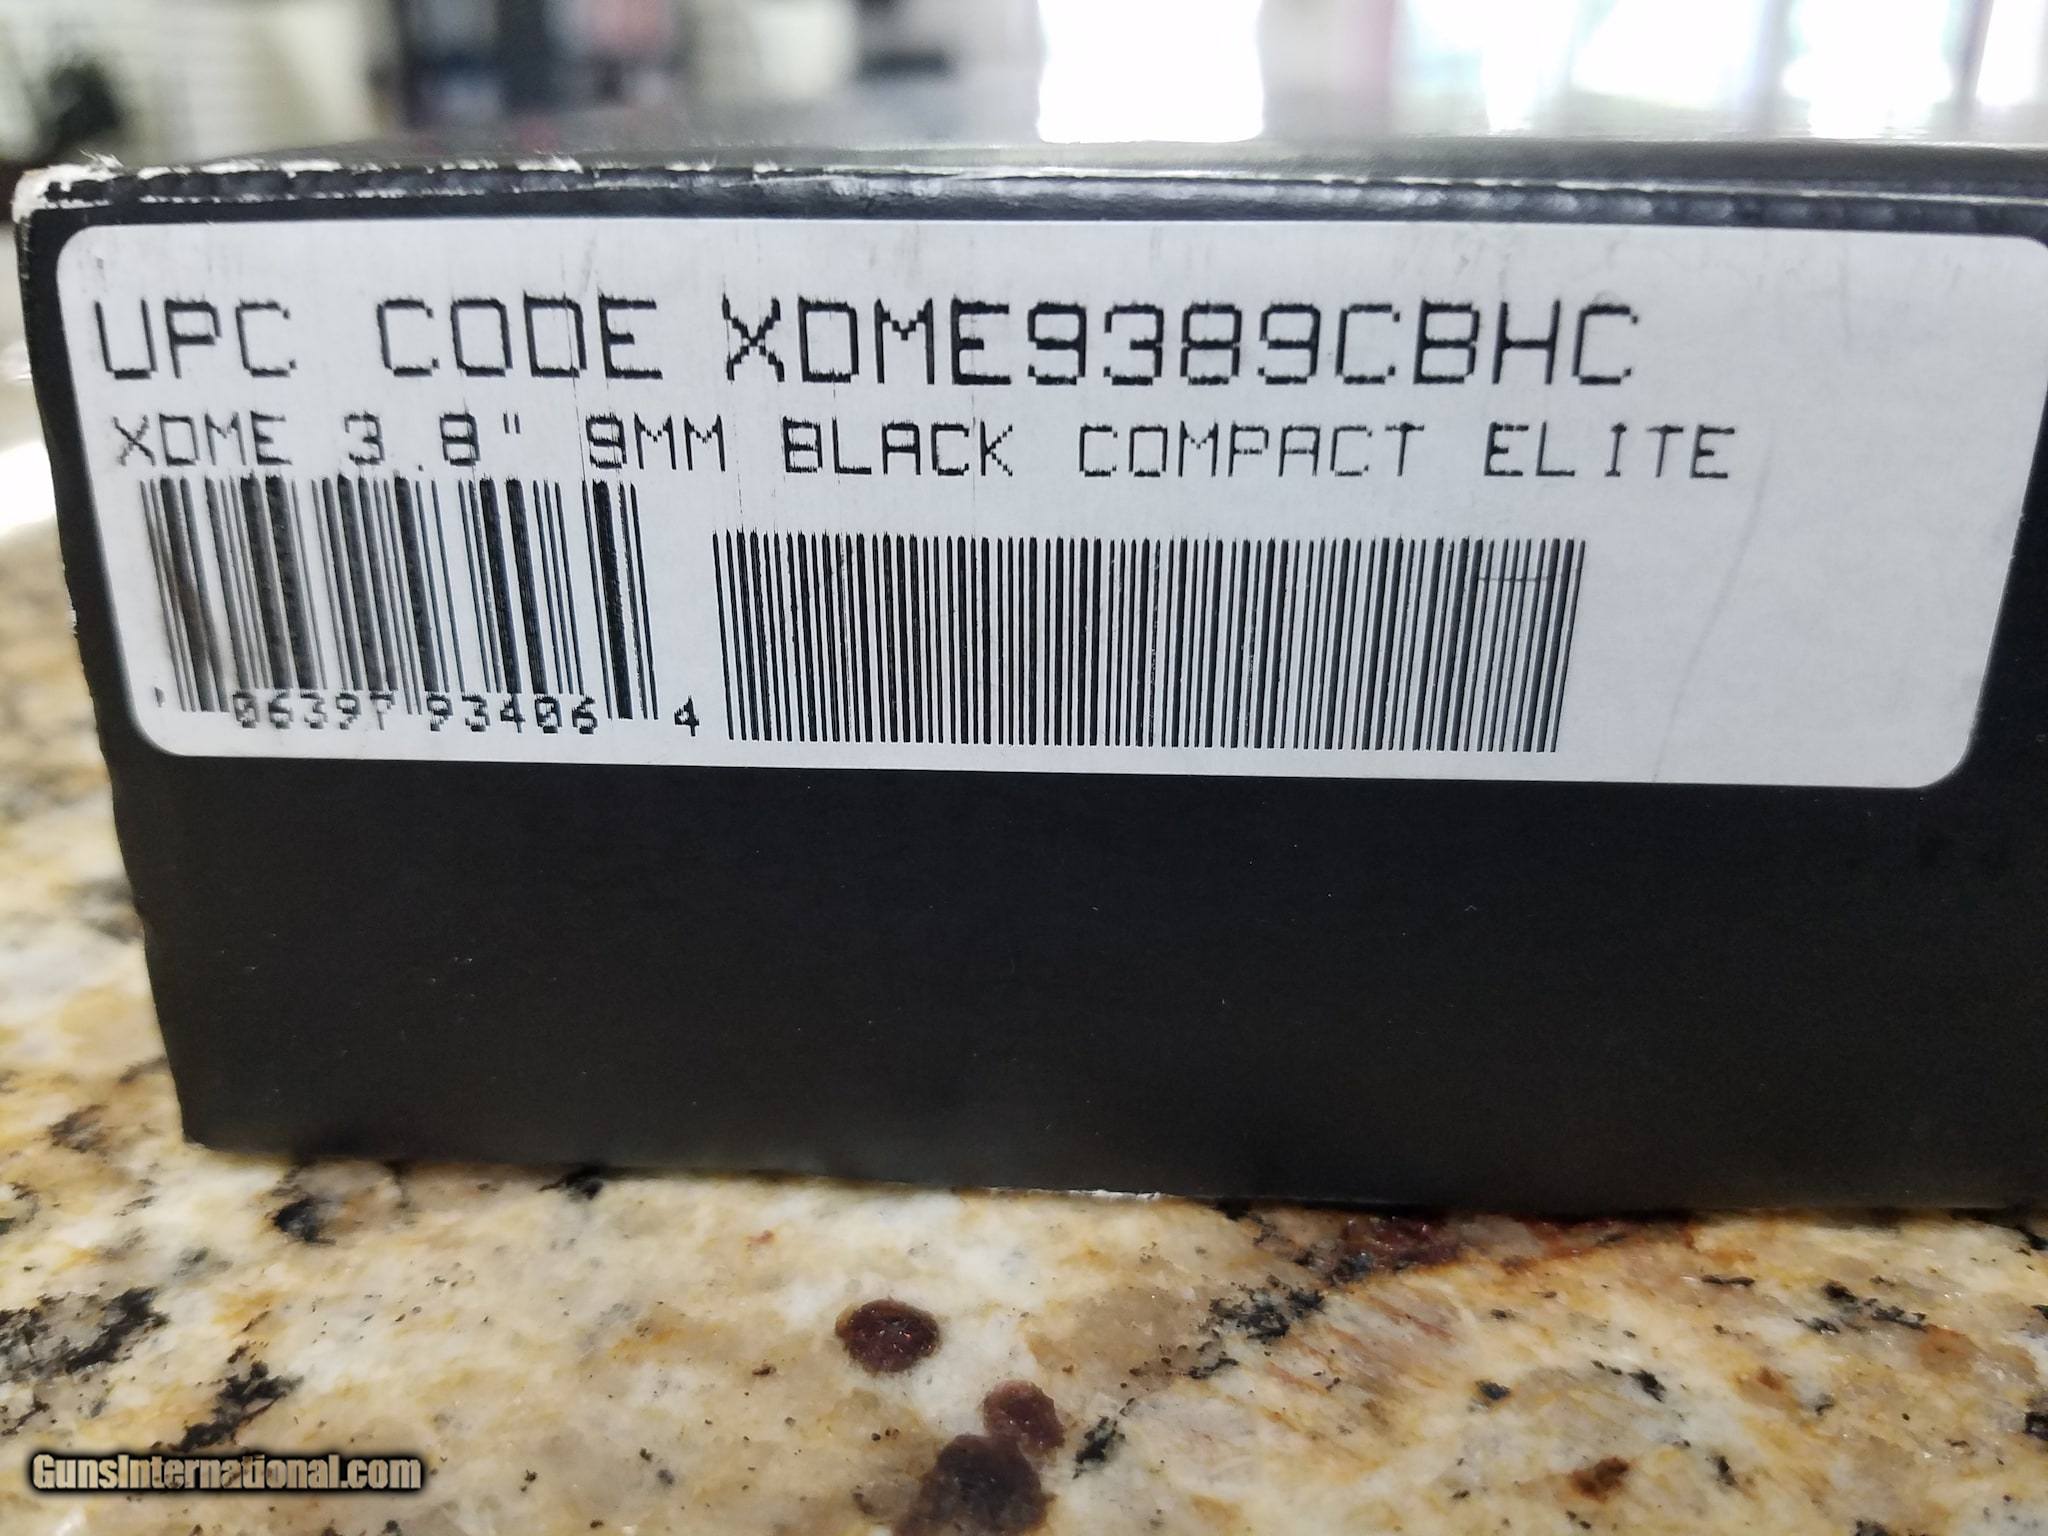 UPC CODE XDME9389CBHC
XDME 3.8" 9MM BLACK COMPACT ELITE
06397 93406 4
GunsInternational.com